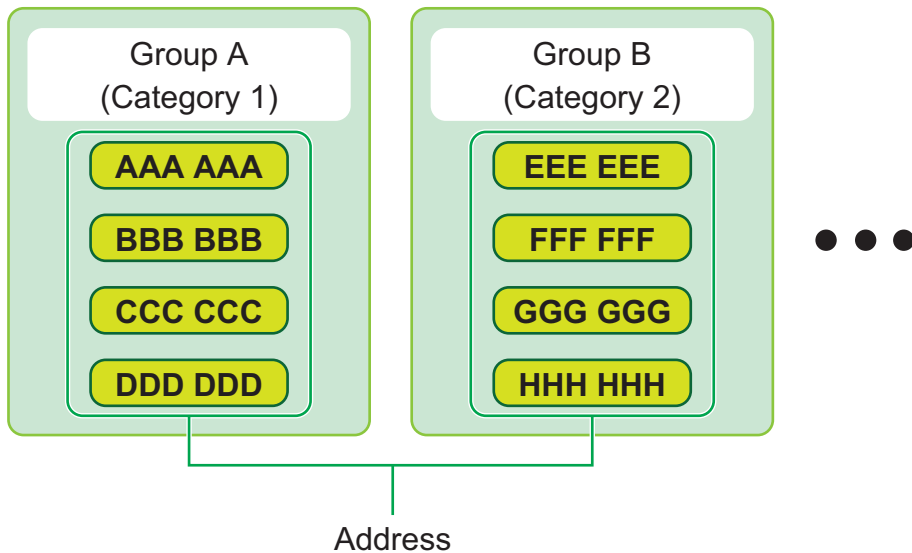 Group A
(Category 1)
AAA AAA
BBB BBB
CCC CCC
DDD DDD
Group B
(Category 2)
EEE EEE
FFF FFF
GGG GGG
HHH HHH
Address